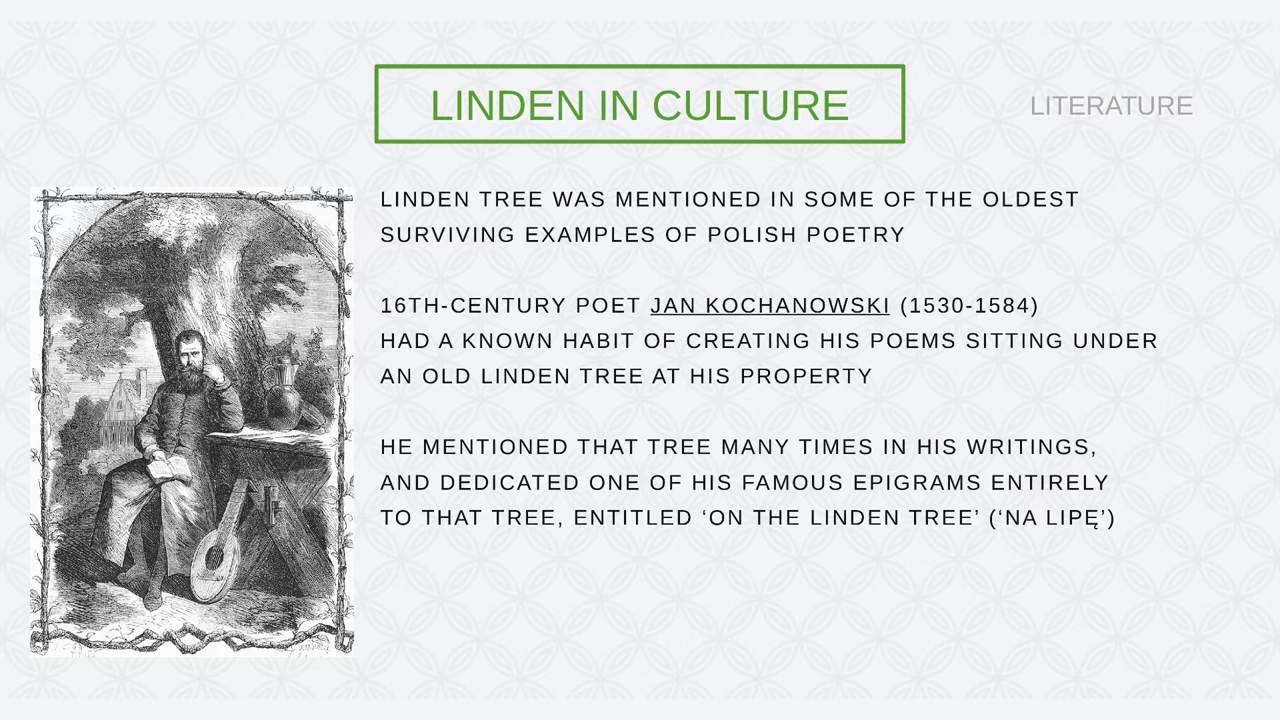 LINDEN IN CULTURE
LITERATURE
LINDEN TREE WAS MENTIONED IN SOME OF THE OLDEST
SURVIVING EXAMPLES OF POLISH POETRY
16TH-CENTURY POET JAN KOCHANOWSKI (1530-1584)
HAD A KNOWN HABIT OF CREATING HIS POEMS SITTING UNDER
AN OLD LINDEN TREE AT HIS PROPERTY
HE MENTIONED THAT TREE MANY TIMES IN HIS WRITINGS,
AND DEDICATED ONE OF HIS FAMOUS EPIGRAMS ENTIRELY
TO THAT TREE, ENTITLED ‘ON THE LINDEN TREE’ (‘NA LIPĘ’)